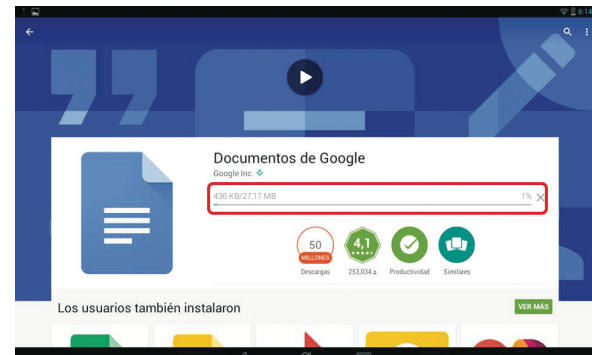 6:14
Documentos de Google
Google Inc.
436 KB/27,17 MB 1%
50
MILLONES
4,1
Descargas 253,034 Productividad Similares
Los usuarios también instalaron
VER MÁS